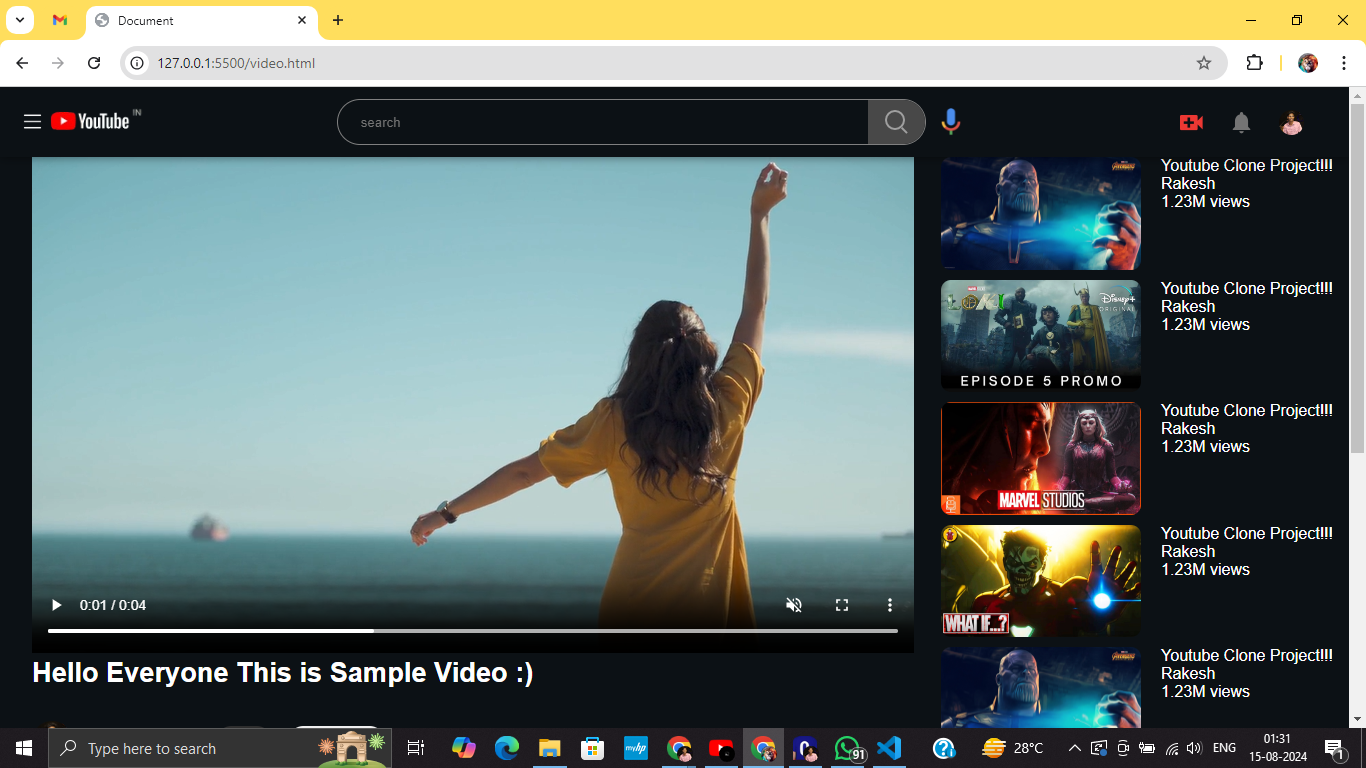 Document
127.0.0.1:5500/video.html
YouTube IN
search
Youtube Clone Project!!!
Rakesh
1.23M views
LOKI
Disney+
ORIGINAL
EPISODE 5 PROMO
Youtube Clone Project!!!
Rakesh
1.23M views
MARVEL STUDIOS
Youtube Clone Project!!!
Rakesh
1.23M views
WHAT IF...?
Youtube Clone Project!!!
Rakesh
1.23M views
Youtube Clone Project!!!
Rakesh
1.23M views
0:01 / 0:04
Hello Everyone This is Sample Video :)
Type here to search
myhp
91
28°C
ENG
01:31
15-08-2024
1